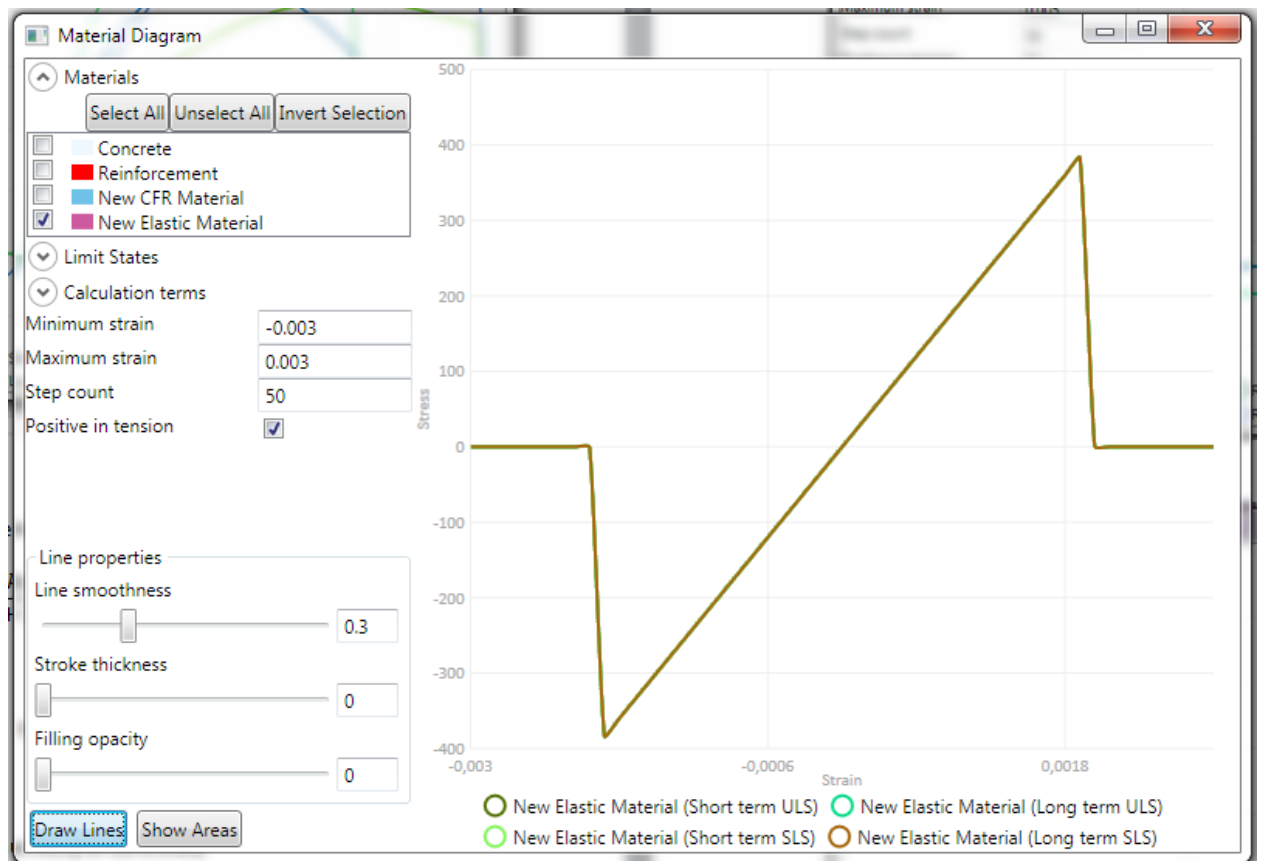 Material Diagram
Materials
Select All Unselect All Invert Selection
Concrete
Reinforcement
New CFR Material
New Elastic Material
Limit States
Calculation terms
Minimum strain -0.003
Maximum strain 0.003
Step count 50
Positive in tension
Line properties
Line smoothness
0.3
Stroke thickness
0
Filling opacity
0
Draw Lines Show Areas
500
400
300
200
100
0
-100
-200
-300
-400
Stress
-0,003 -0,0006 0,0018
Strain
New Elastic Material (Short term ULS) New Elastic Material (Long term ULS)
New Elastic Material (Short term SLS) New Elastic Material (Long term SLS)